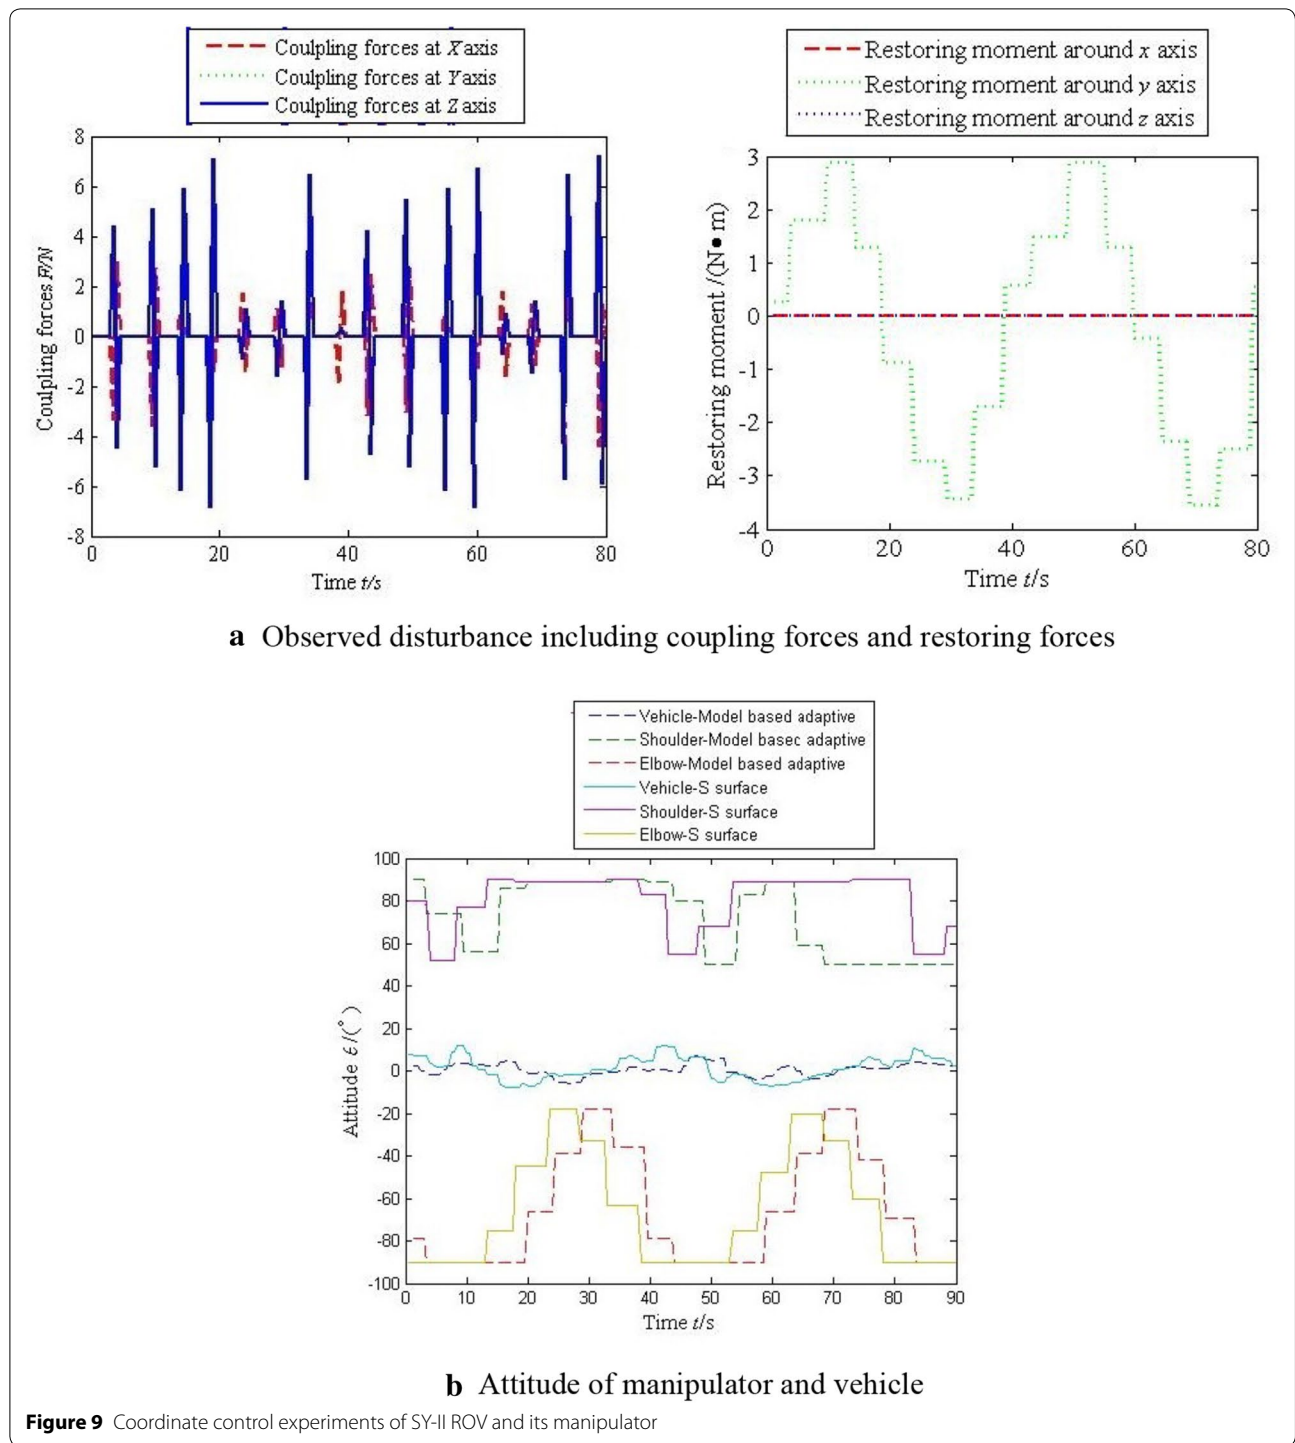 Coulpling forces at X axis
Coulpling forces at Y axis
Coulpling forces at Z axis
8
6
4
2
0
-2
-4
-6
-8
Coulpling forces F/N
0 20 40 60 80
Time t/s
Restoring moment around x axis
Restoring moment around y axis
Restoring moment around z axis
3
2
1
0
-1
-2
-3
-4
Restoring moment /(N•m)
0 20 40 60 80
Time t/s
a Observed disturbance including coupling forces and restoring forces
Vehicle-Model based adaptive
Shoulder-Model basec adaptive
Elbow-Model based adaptive
Vehicle-S surface
Shoulder-S surface
Elbow-S surface
100
80
60
40
20
0
-20
-40
-60
-80
-100
Attitude /(°)
0 10 20 30 40 50 60 70 80 90
Time t/s
b Attitude of manipulator and vehicle
Figure 9 Coordinate control experiments of SY-II ROV and its manipulator